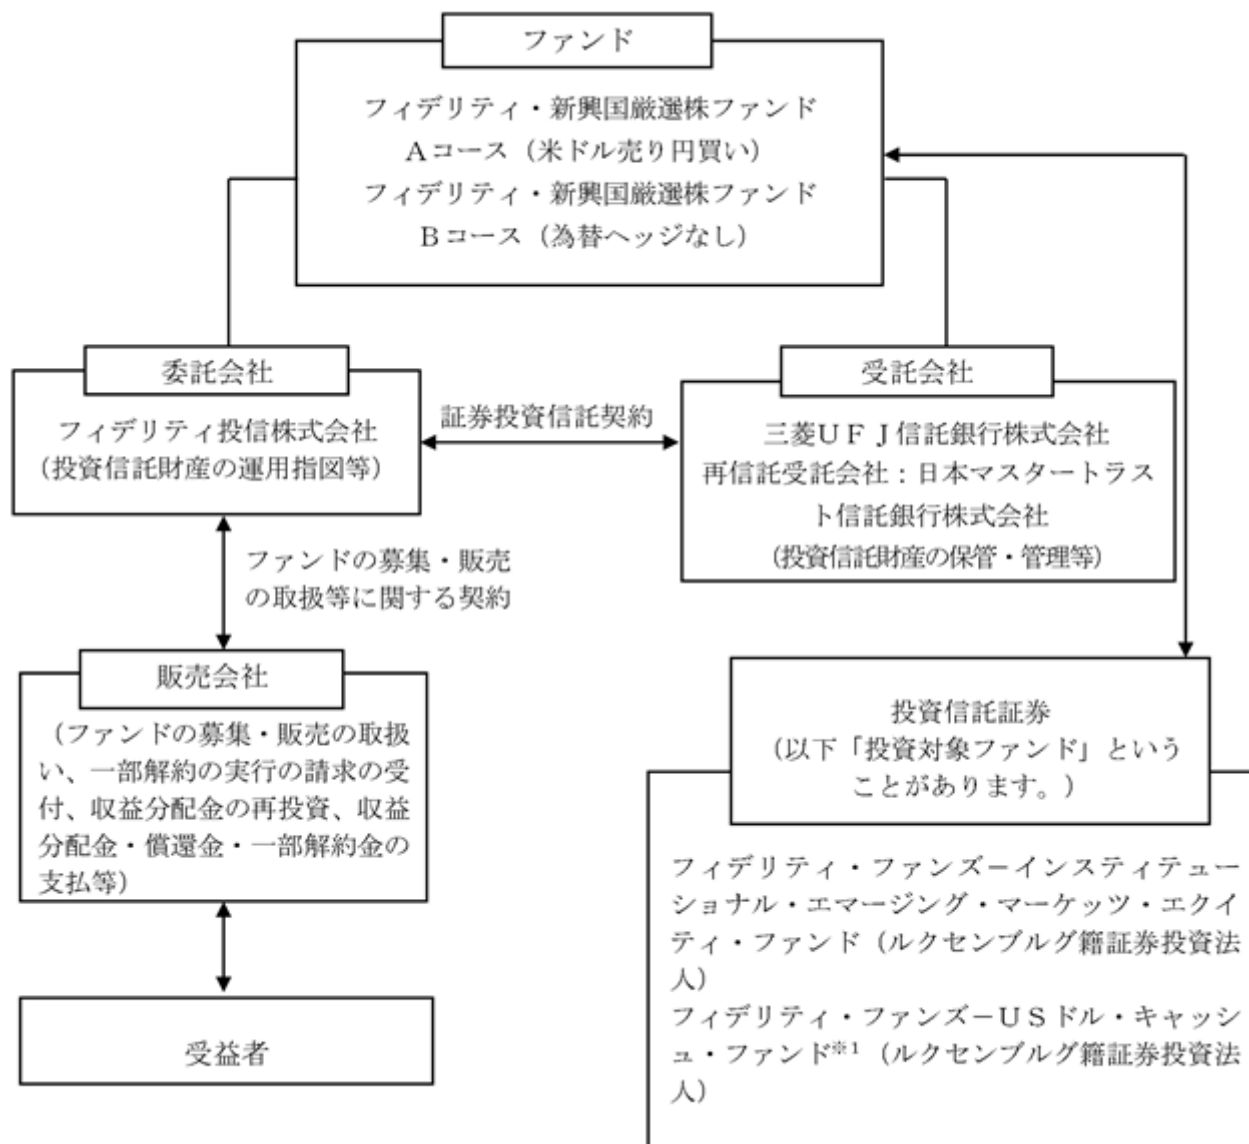 ファンド
フィデリティ・新興国厳選株ファンド
Ａコース（米ドル売り円買い）
フィデリティ・新興国厳選株ファンド
Ｂコース（為替ヘッジなし）
委託会社
フィデリティ投信株式会社
（投資信託財産の運用指図等）
証券投資信託契約
受託会社
三菱ＵＦＪ信託銀行株式会社
再信託受託会社：日本マスタートラス
ト信託銀行株式会社
（投資信託財産の保管・管理等）
ファンドの募集・販売
の取扱等に関する契約
販売会社
（ファンドの募集・販売の取扱
い、一部解約の実行の請求の受
付、収益分配金の再投資、収益
分配金・償還金・一部解約金の
支払等）
受益者
投資信託証券
（以下「投資対象ファンド」という
ことがあります。）
フィデリティ・ファンズ－インスティテュー
ショナル・エマージング・マーケッツ・エクイ
ティ・ファンド（ルクセンブルグ籍証券投資法
人）
フィデリティ・ファンズ－ＵＳドル・キャッシ
ュ・ファンド※1（ルクセンブルグ籍証券投資法
人）